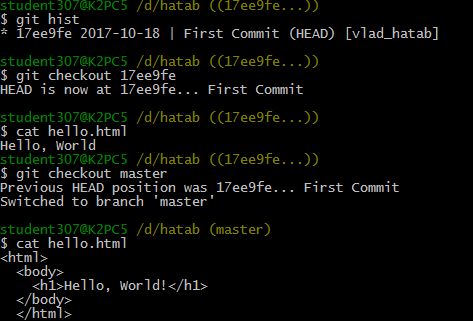 student307@K2PC5 /d/hatab ((17ee9fe...))
$ git hist
* 17ee9fe 2017-10-18 | First Commit (HEAD) [vlad_hatab]
student307@K2PC5 /d/hatab ((17ee9fe...))
$ git checkout 17ee9fe
HEAD is now at 17ee9fe... First Commit
student307@K2PC5 /d/hatab ((17ee9fe...))
$ cat hello.html
Hello, World
student307@K2PC5 /d/hatab ((17ee9fe...))
$ git checkout master
Previous HEAD position was 17ee9fe... First Commit
Switched to branch 'master'
student307@K2PC5 /d/hatab (master)
$ cat hello.html
<html>
  <body>
    <h1>Hello, World!</h1>
  </body>
  </html>